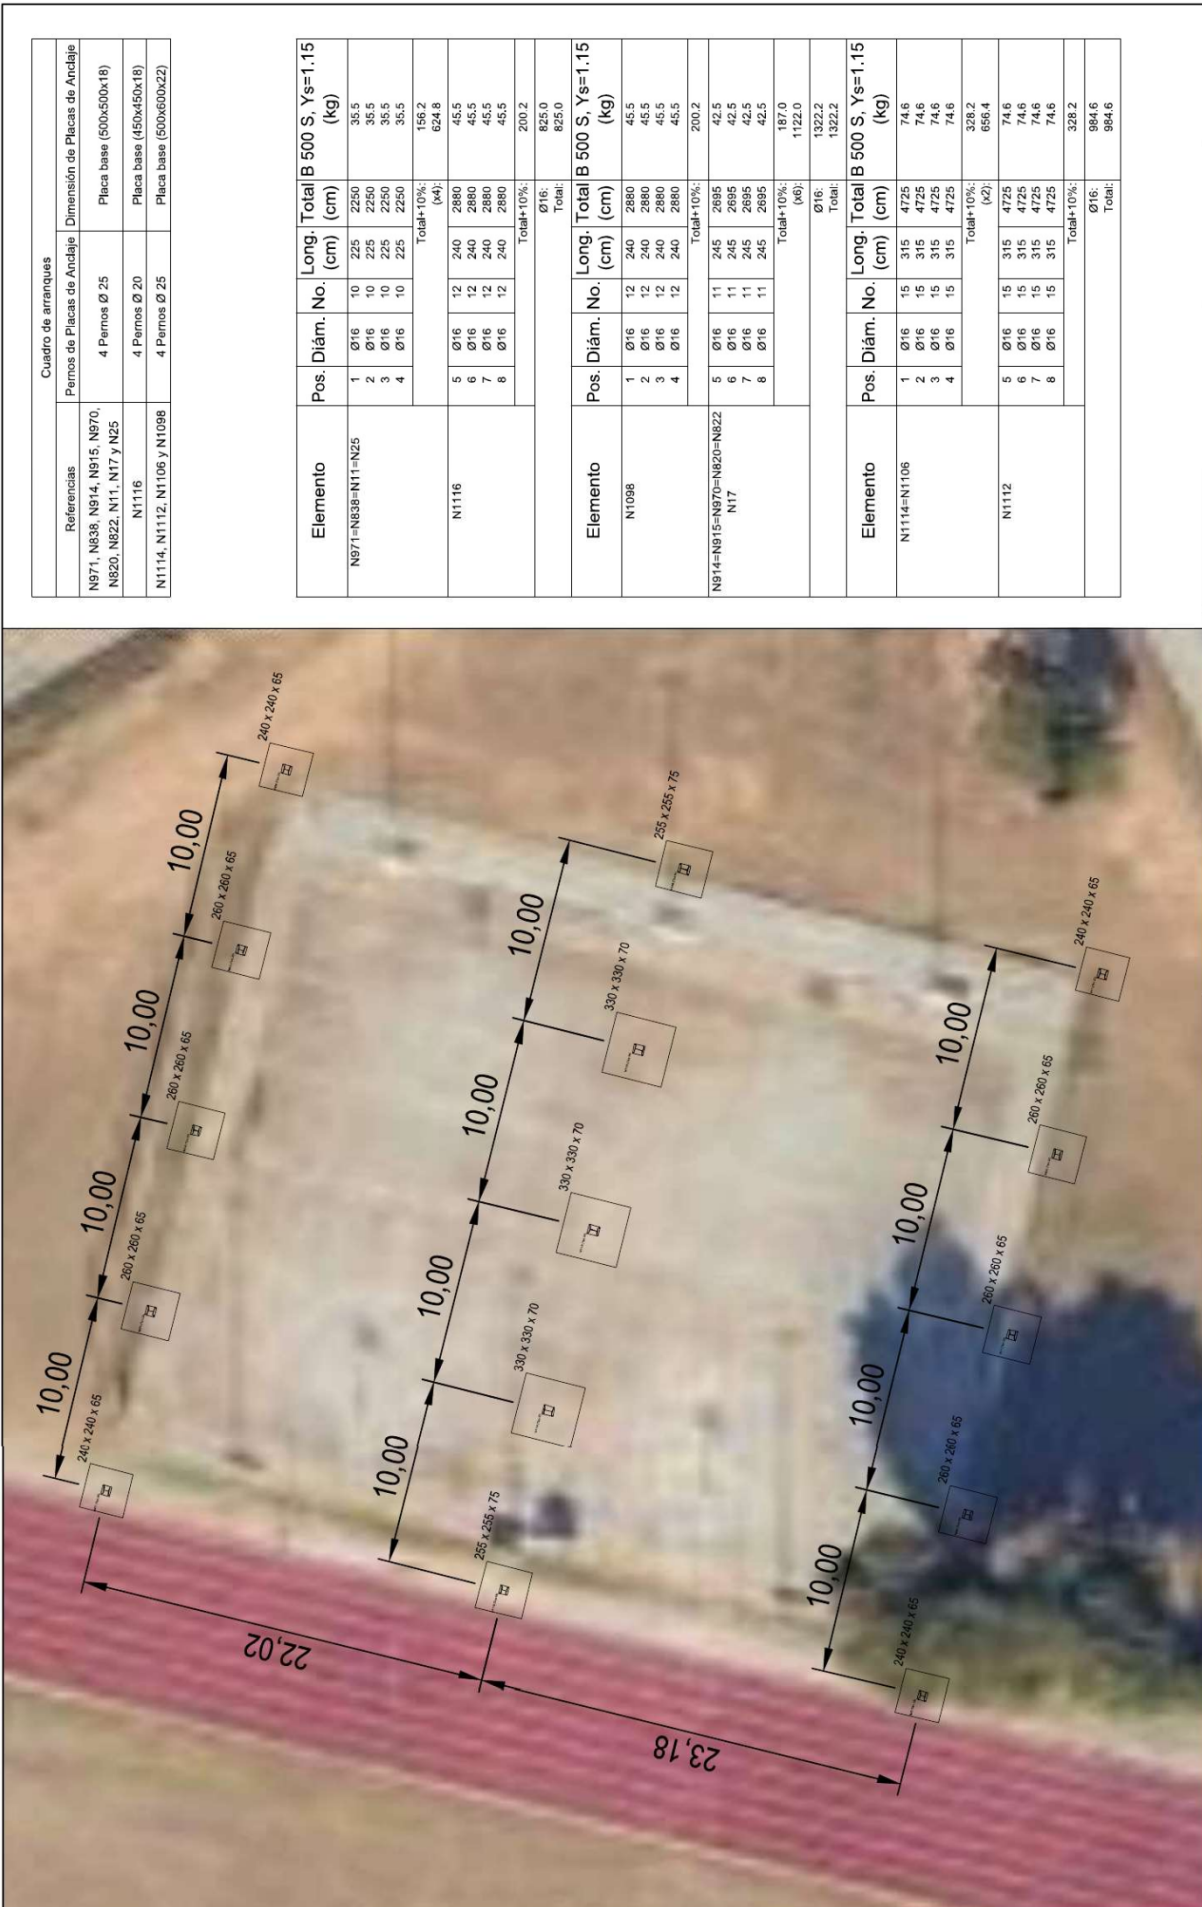 Cuadro de arranques
Referencias Pernos de Placas de Anclaje Dimensión de Placas de Anclaje
N971, N838, N914, N915, N970,
N820, N822, N11, N17 y N25 4 Pernos Ø 25 Placa base (500x500x18)
N1116 4 Pernos Ø 20 Placa base (450x450x18)
N1114, N1112, N1106 y N1098 4 Pernos Ø 25 Placa base (500x600x22)
Elemento Pos. Diám. No. Long. (cm) Total (cm) B 500 S, Ys=1.15 (kg)
N971=N838=N11=N25 1 Ø16 10 225 2250 35.5
2 Ø16 10 225 2250 35.5
3 Ø16 10 225 2250 35.5
4 Ø16 10 225 2250 35.5
Total+10%: 156.2
(x4): 624.8
N1116 5 Ø16 12 240 2880 45.5
6 Ø16 12 240 2880 45.5
7 Ø16 12 240 2880 45.5
8 Ø16 12 240 2880 45.5
Total+10%: 200.2
Ø16: 825.0
Total: 825.0
Elemento Pos. Diám. No. Long. (cm) Total (cm) B 500 S, Ys=1.15 (kg)
N1098 1 Ø16 12 240 2880 45.5
2 Ø16 12 240 2880 45.5
3 Ø16 12 240 2880 45.5
4 Ø16 12 240 2880 45.5
Total+10%: 200.2
N914=N915=N970=N820=N822 5 Ø16 11 245 2695 42.5
N17 6 Ø16 11 245 2695 42.5
7 Ø16 11 245 2695 42.5
8 Ø16 11 245 2695 42.5
Total+10%: 187.0
(x6): 1122.0
Ø16: 1322.2
Total: 1322.2
Elemento Pos. Diám. No. Long. (cm) Total (cm) B 500 S, Ys=1.15 (kg)
N1114=N1106 1 Ø16 15 315 4725 74.6
2 Ø16 15 315 4725 74.6
3 Ø16 15 315 4725 74.6
4 Ø16 15 315 4725 74.6
Total+10%: 328.2
(x2): 656.4
N1112 5 Ø16 15 315 4725 74.6
6 Ø16 15 315 4725 74.6
7 Ø16 15 315 4725 74.6
8 Ø16 15 315 4725 74.6
Total+10%: 328.2
Ø16: 984.6
Total: 984.6
10,00
10,00
10,00
10,00
240 x 240 x 65
260 x 260 x 65
260 x 260 x 65
260 x 260 x 65
240 x 240 x 65
22,02
10,00
10,00
10,00
10,00
255 x 255 x 75
330 x 330 x 70
330 x 330 x 70
330 x 330 x 70
255 x 255 x 75
23,18
10,00
10,00
10,00
10,00
240 x 240 x 65
260 x 260 x 65
260 x 260 x 65
260 x 260 x 65
240 x 240 x 65